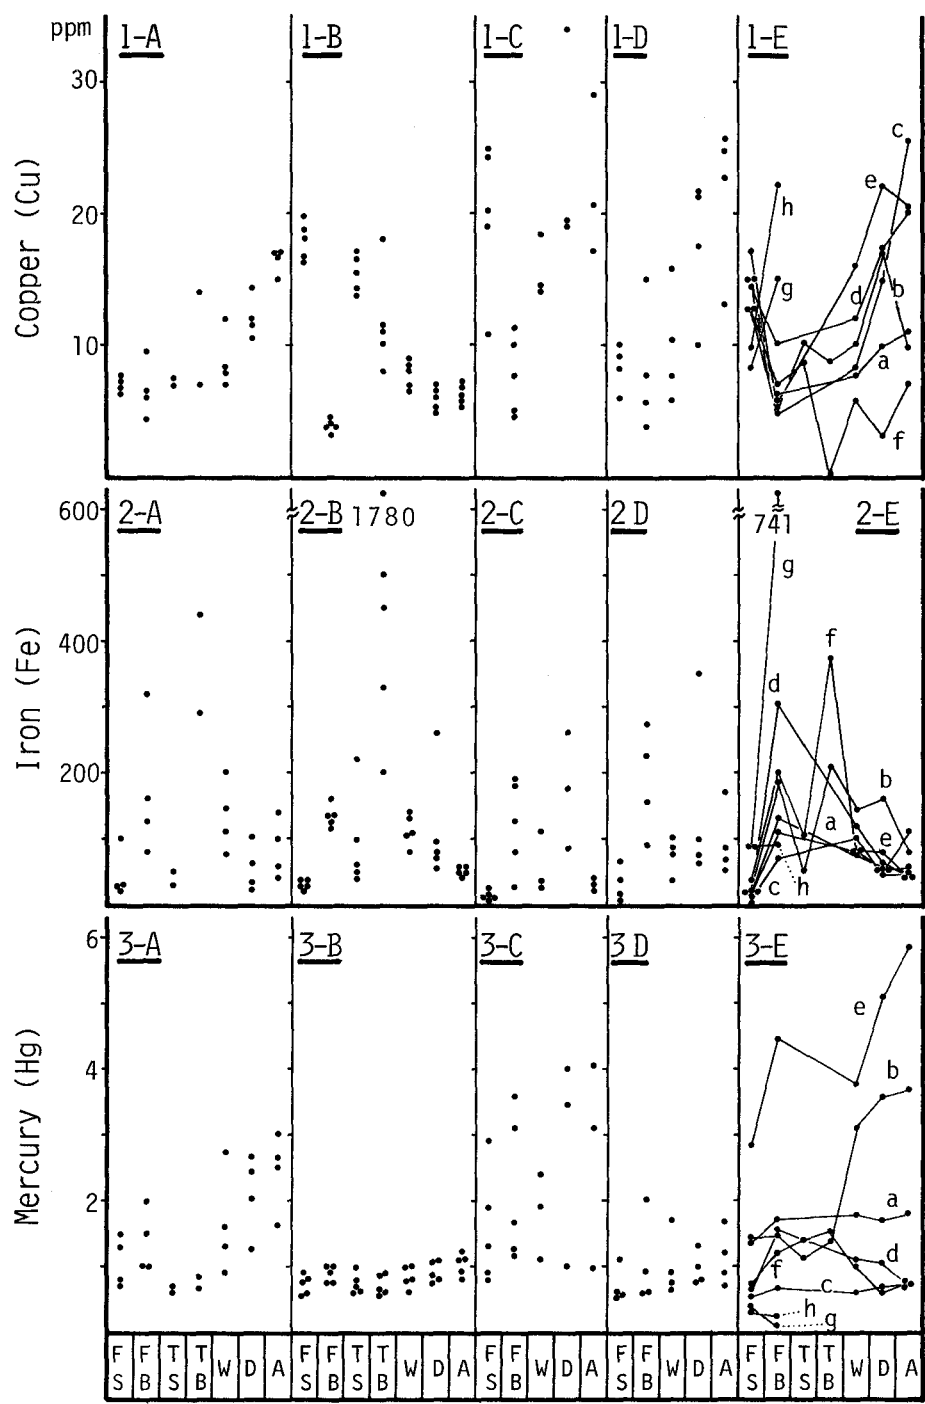 ppm
1-A 1-B 1-C 1-D 1-E
30
20
10
Copper (Cu)
c
e
h
g
d b
a
f
2-A 2-B 1780 2-C 2 D 741 2-E
600
400
200
Iron (Fe)
g
f
d
b
a
e
c h
3-A 3-B 3-C 3 D 3-E
6
4
2
Mercury (Hg)
e
b
a
d
f
c
h
g
F F T T W D A F F T T W D A F F W D A F F W D A F F T T W D A
S B S B S B S B S B S B S B S B